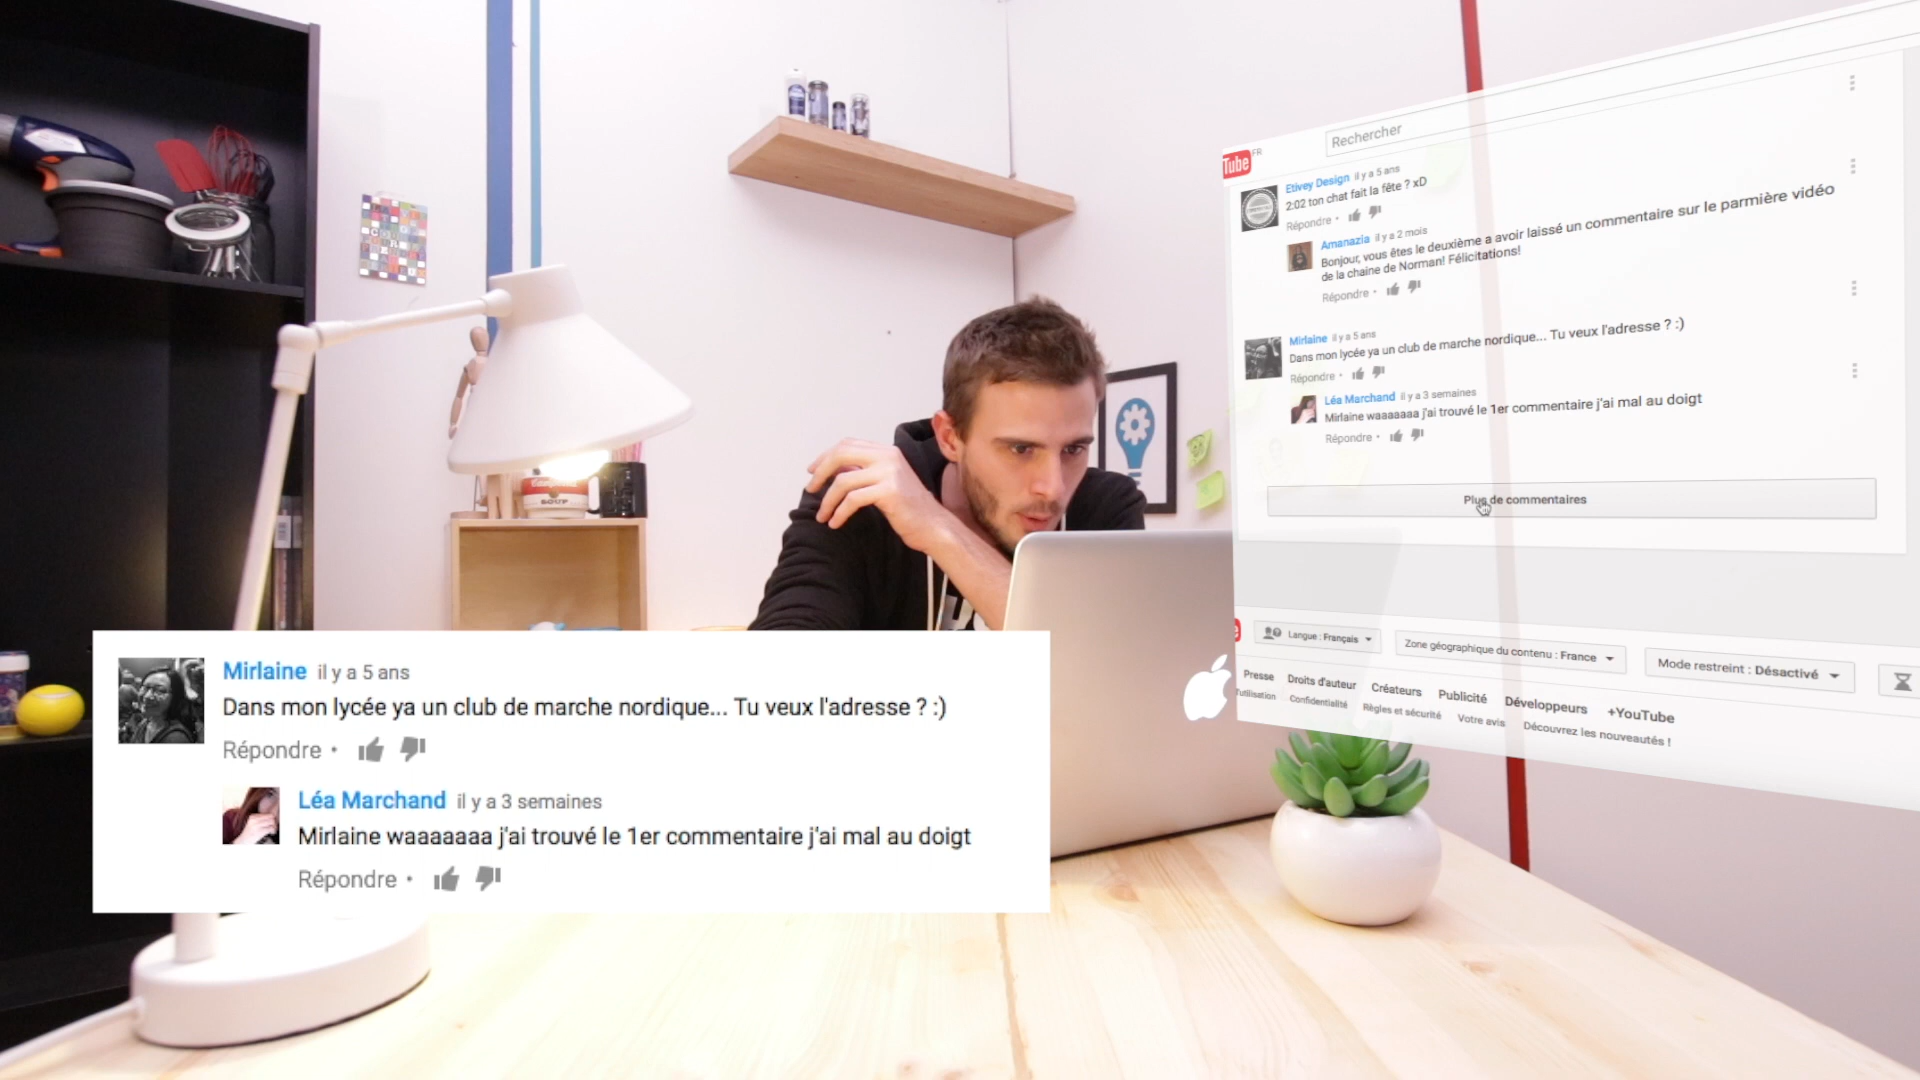 Rechercher
Tube FR
Etivey Design il y a 5 ans
2:02 ton chat fait la fête ? xD
Répondre •
Amanazia il y a 2 mois
Bonjour, vous êtes le deuxième a avoir laissé un commentaire sur le parmière vidéo
de la chaine de Norman! Félicitations!
Répondre •
Mirlaine il y a 5 ans
Dans mon lycée ya un club de marche nordique... Tu veux l'adresse ? :)
Répondre •
Léa Marchand il y a 3 semaines
Mirlaine waaaaaaa j'ai trouvé le 1er commentaire j'ai mal au doigt
Répondre •
Plus de commentaires
Langue : Français
Zone géographique du contenu : France
Mode restreint : Désactivé
Presse Droits d'auteur Créateurs Publicité Développeurs +YouTube
Confidentialité Règles et sécurité Votre avis Découvrez les nouveautés !
SOUP
Mirlaine il y a 5 ans
Dans mon lycée ya un club de marche nordique... Tu veux l'adresse ? :)
Répondre •
Léa Marchand il y a 3 semaines
Mirlaine waaaaaaa j'ai trouvé le 1er commentaire j'ai mal au doigt
Répondre •